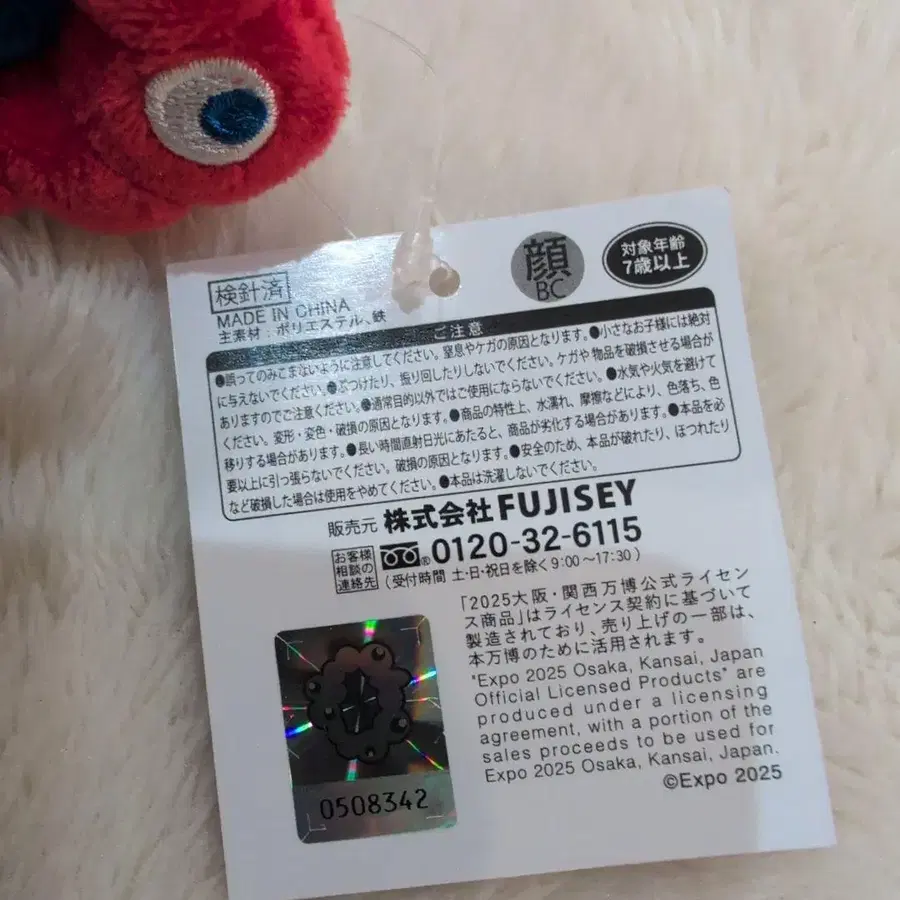 顔
BC
対象年齢
7歳以上
検針済
MADE IN CHINA
主素材：ポリエステル、鉄
ご注意
●誤ってのみこまないように注意してください。窒息やケガの原因となります。●小さなお子様には絶対
に与えないでください。●ぶつけたり、振り回したりしないでください。ケガや物品を破損させる場合が
ありますのでご注意ください。●通常目的以外ではご使用にならないでください。●水気や火気を避けて
ください。変形・変色・破損の原因となります。●商品の特性上、水濡れ、摩擦などにより、色落ち、色
移りする場合があります。●長い時間直射日光にあたると、商品が劣化する場合があります。●本品を必
要以上に引っ張らないでください。破損の原因となります。●安全のため、本品が破れたり、ほつれたり
など破損した場合は使用をやめてください。●本品は洗濯しないでください。
販売元 株式会社FUJISEY
お客様
相談の
連絡先
®0120-32-6115
(受付時間 土・日・祝日を除く9:00〜17:30)
「2025大阪・関西万博公式ライセン
ス商品」はライセンス契約に基づいて
製造されており、売り上げの一部は、
本万博のために活用されます。
"Expo 2025 Osaka, Kansai, Japan
Official Licensed Products" are
produced under a licensing
agreement, with a portion of the
sales proceeds to be used for
Expo 2025 Osaka, Kansai, Japan.
©Expo 2025
0508342